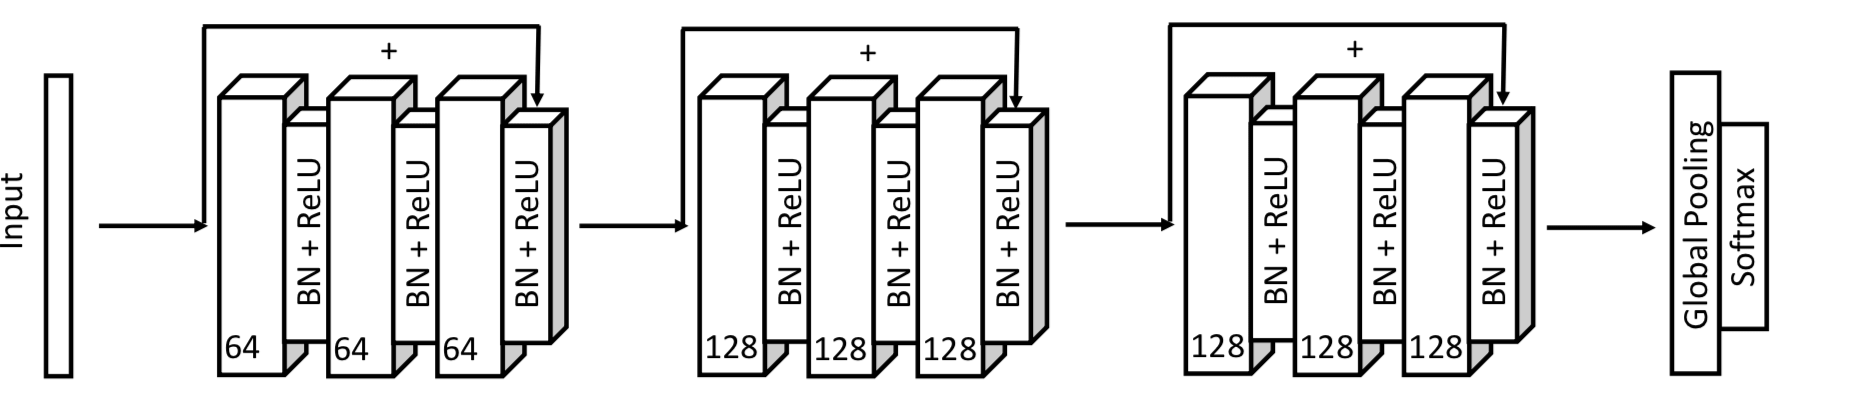 Input
+
64
BN + ReLU
64
BN + ReLU
64
BN + ReLU
+
128
BN + ReLU
128
BN + ReLU
128
BN + ReLU
+
128
BN + ReLU
128
BN + ReLU
128
BN + ReLU
Global Pooling
Softmax